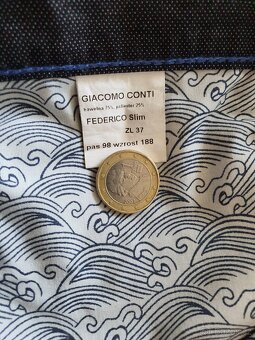 GIACOMO CONTI
bawełna 75%, poliester 25%
FEDERICO Slim
ZL 37
pas 98 wzrost 188